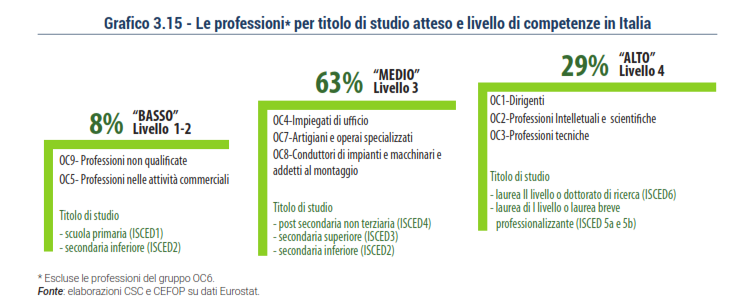 Grafico 3.15 - Le professioni* per titolo di studio atteso e livello di competenze in Italia
8% "BASSO"
Livello 1-2
OC9- Professioni non qualificate
OC5- Professioni nelle attività commerciali
Titolo di studio
- scuola primaria (ISCED1)
- secondaria inferiore (ISCED2)
63% "MEDIO"
Livello 3
OC4-Impiegati di ufficio
OC7-Artigiani e operai specializzati
OC8-Conduttori di impianti e macchinari e
addetti al montaggio
Titolo di studio
- post secondaria non terziaria (ISCED4)
- secondaria superiore (ISCED3)
- secondaria inferiore (ISCED2)
29% "ALTO"
Livello 4
OC1-Dirigenti
OC2-Professioni Intellettuali e scientifiche
OC3-Professioni tecniche
Titolo di studio
- laurea II livello o dottorato di ricerca (ISCED6)
- laurea di I livello o laurea breve
professionalizzante (ISCED 5a e 5b)
* Escluse le professioni del gruppo OC6.
Fonte: elaborazioni CSC e CEFOP su dati Eurostat.